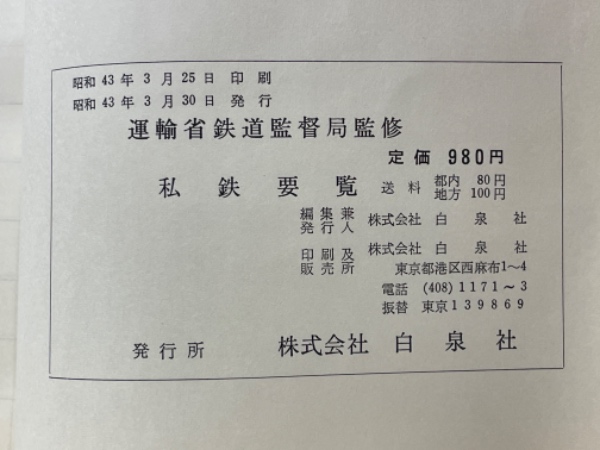 昭和 43 年 3 月 25 日 印刷
昭和 43 年 3 月 30 日 発行
運輸省鉄道監督局監修
定価 980円
私鉄要覧 送料 都内 80円
地方 100円
編集兼
発行人 株式会社 白泉社
印刷及
販売所 株式会社 白泉社
東京都港区西麻布1〜4
電話 (408) 1171〜3
振替 東京139869
発行所 株式会社 白泉社